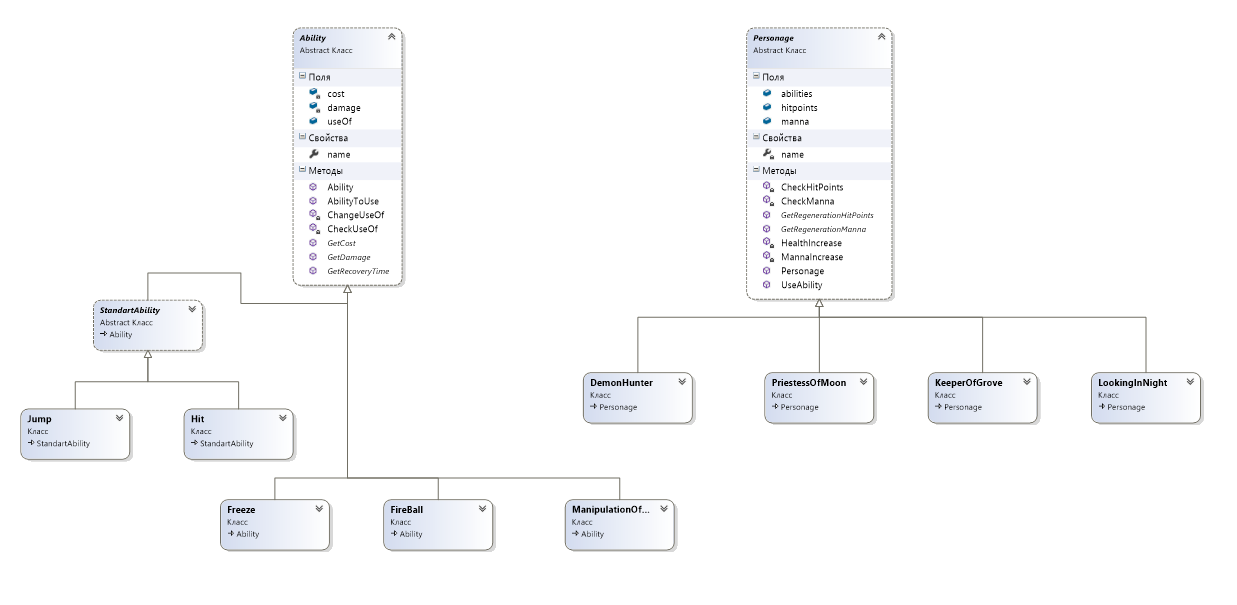 Ability
Abstract Класс
Поля
cost
damage
useOf
Свойства
name
Методы
Ability
AbilityToUse
ChangeUseOf
CheckUseOf
GetCost
GetDamage
GetRecoveryTime
Personage
Abstract Класс
Поля
abilities
hitpoints
manna
Свойства
name
Методы
CheckHitPoints
CheckManna
GetRegenerationHitPoints
GetRegenerationManna
HealthIncrease
MannaIncrease
Personage
UseAbility
StandartAbility
Abstract Класс
Ability
Jump
Класс
StandartAbility
Hit
Класс
StandartAbility
DemonHunter
Класс
Personage
PriestessOfMoon
Класс
Personage
KeeperOfGrove
Класс
Personage
LookingInNight
Класс
Personage
Freeze
Класс
Ability
FireBall
Класс
Ability
ManipulationOf...
Класс
Ability